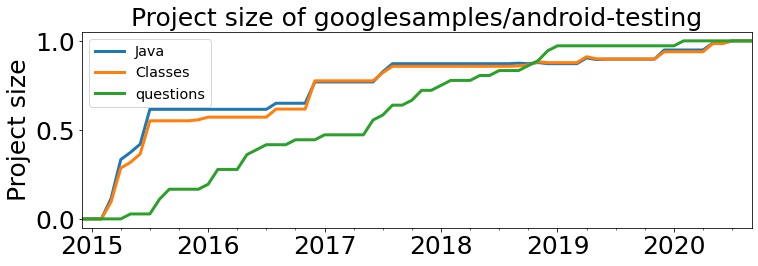 Project size of googlesamples/android-testing
Project size
1.0
0.5
0.0
Java
Classes
questions
2015 2016 2017 2018 2019 2020